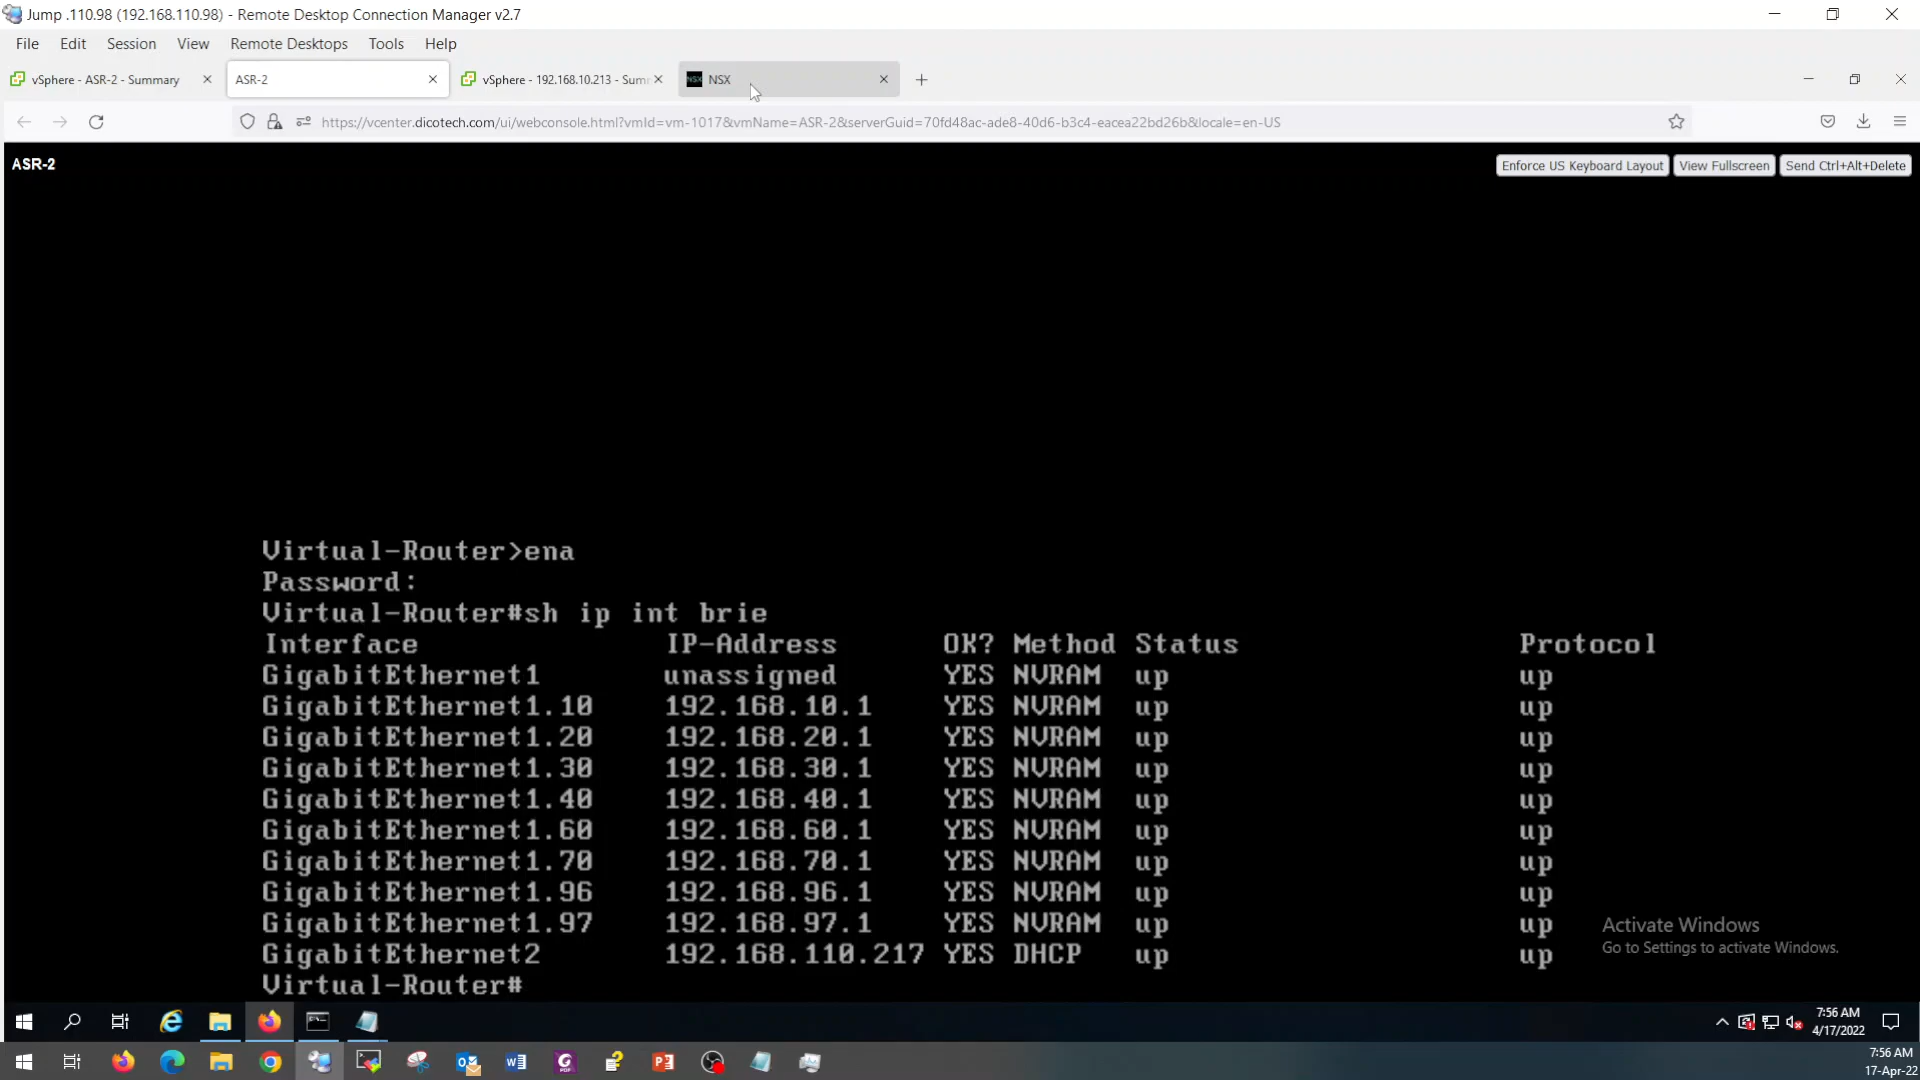 Jump .110.98 (192.168.110.98) - Remote Desktop Connection Manager v2.7
File Edit Session View Remote Desktops Tools Help
vSphere - ASR-2 - Summary ASR-2 vSphere - 192.168.10.213 - Sum NSX NSX
https://vcenter.dicotech.com/ui/webconsole.html?vmId=vm-1017&vmName=ASR-2&serverGuid=70fd48ac-ade8-40d6-b3c4-eacea22bd26b&locale=en-US
ASR-2 Enforce US Keyboard Layout View Fullscreen Send Ctrl+Alt+Delete
Virtual-Router>ena
Password:
Virtual-Router#sh ip int brie
Interface IP-Address OK? Method Status Protocol
GigabitEthernet1 unassigned YES NVRAM up up
GigabitEthernet1.10 192.168.10.1 YES NVRAM up up
GigabitEthernet1.20 192.168.20.1 YES NVRAM up up
GigabitEthernet1.30 192.168.30.1 YES NVRAM up up
GigabitEthernet1.40 192.168.40.1 YES NVRAM up up
GigabitEthernet1.60 192.168.60.1 YES NVRAM up up
GigabitEthernet1.70 192.168.70.1 YES NVRAM up up
GigabitEthernet1.96 192.168.96.1 YES NVRAM up up
GigabitEthernet1.97 192.168.97.1 YES NVRAM up up
GigabitEthernet2 192.168.110.217 YES DHCP up up
Virtual-Router#
Activate Windows
Go to Settings to activate Windows.
7:56 AM
4/17/2022
7:56 AM
17-Apr-22